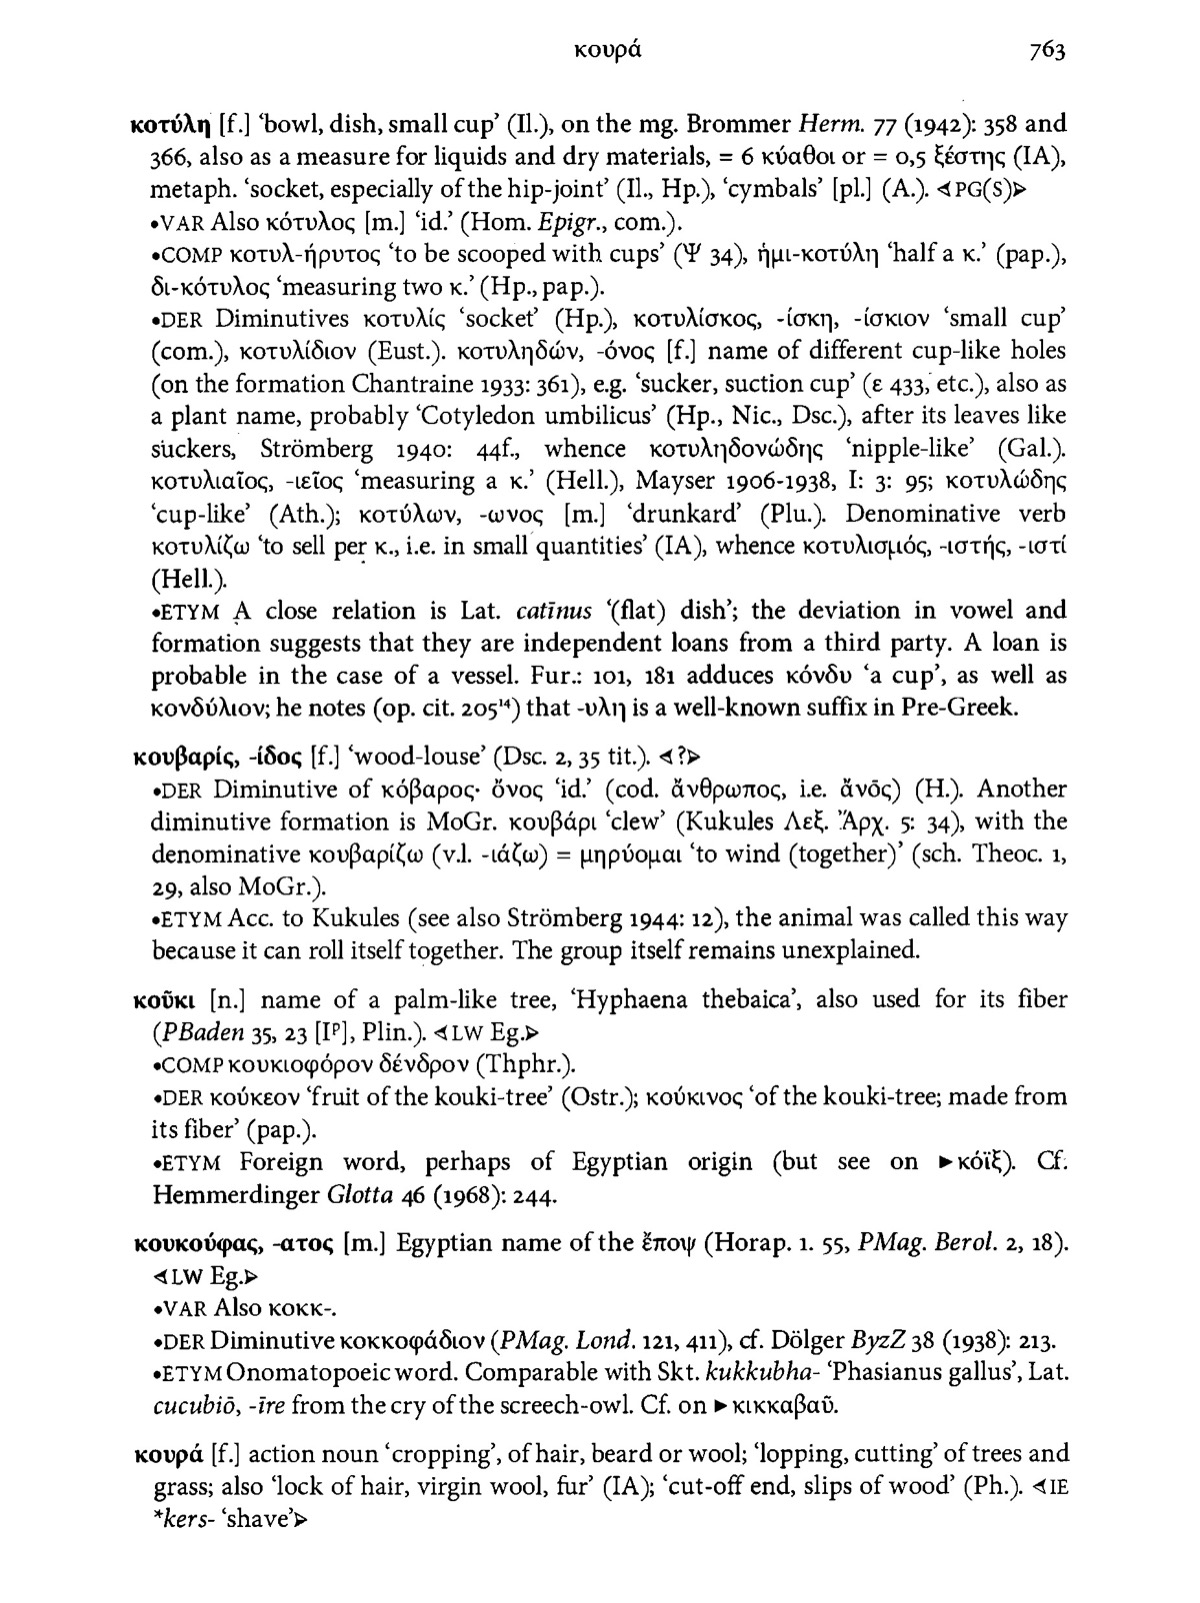 κουρά 763
κοτύλη [f.] ‘bowl, dish, small cup’ (Il.), on the mg. Brommer Herm. 77 (1942): 358 and
366, also as a measure for liquids and dry materials, = 6 κύαθοι or = 0,5 ξέστης (IA),
metaph. ‘socket, especially of the hip-joint’ (Il., Hp.), ‘cymbals’ [pl.] (A.). ⊲PG(S)⊳
•VAR Also κότυλος [m.] ‘id.’ (Hom. Epigr., com.).
•COMP κοτυλ-ήρυτος ‘to be scooped with cups’ (Ψ 34), ἡμι-κοτύλη ‘half a κ.’ (pap.),
δι-κότυλος ‘measuring two κ.’ (Hp., pap.).
•DER Diminutives κοτυλίς ‘socket’ (Hp.), κοτυλίσκος, -ίσκη, -ίσκιον ‘small cup’
(com.), κοτυλίδιον (Eust.). κοτυληδών, -όνος [f.] name of different cup-like holes
(on the formation Chantraine 1933: 361), e.g. ‘sucker, suction cup’ (ε 433, etc.), also as
a plant name, probably ‘Cotyledon umbilicus’ (Hp., Nic., Dsc.), after its leaves like
suckers, Strömberg 1940: 44f., whence κοτυληδονώδης ‘nipple-like’ (Gal.).
κοτυλιαῖος, -ιεῖος ‘measuring a κ.’ (Hell.), Mayser 1906-1938, I: 3: 95; κοτυλώδης
‘cup-like’ (Ath.); κοτύλων, -ωνος [m.] ‘drunkard’ (Plu.). Denominative verb
κοτυλίζω ‘to sell per κ., i.e. in small quantities’ (IA), whence κοτυλισμός, -ιστής, -ιστί
(Hell.).
•ETYM A close relation is Lat. catīnus ‘(flat) dish’; the deviation in vowel and
formation suggests that they are independent loans from a third party. A loan is
probable in the case of a vessel. Fur.: 101, 181 adduces κόνδυ ‘a cup’, as well as
κονδύλιον; he notes (op. cit. 205¹⁴) that -υλη is a well-known suffix in Pre-Greek.
κουβαρίς, -ίδος [f.] ‘wood-louse’ (Dsc. 2, 35 tit.). ⊲?⊳
•DER Diminutive of κόβαρος· ὄνος ‘id.’ (cod. ἄνθρωπος, i.e. ἄνο̄ς) (H.). Another
diminutive formation is MoGr. κουβάρι ‘clew’ (Kukules Λεξ. Ἄρχ. 5: 34), with the
denominative κουβαρίζω (v.l. -ιάζω) = μηρύομαι ‘to wind (together)’ (sch. Theoc. 1,
29, also MoGr.).
•ETYM Acc. to Kukules (see also Strömberg 1944: 12), the animal was called this way
because it can roll itself together. The group itself remains unexplained.
κοῦκι [n.] name of a palm-like tree, ‘Hyphaena thebaica’, also used for its fiber
(PBaden 35, 23 [Iᵖ], Plin.). ⊲LW Eg.⊳
•COMP κουκιοφόρον δένδρον (Thphr.).
•DER κούκεον ‘fruit of the kouki-tree’ (Ostr.); κούκινος ‘of the kouki-tree; made from
its fiber’ (pap.).
•ETYM Foreign word, perhaps of Egyptian origin (but see on ►κόϊξ). Cf.
Hemmerdinger Glotta 46 (1968): 244.
κουκούφας, -ατος [m.] Egyptian name of the ἔποψ (Horap. 1. 55, PMag. Berol. 2, 18).
⊲LW Eg.⊳
•VAR Also κοκκ-.
•DER Diminutive κοκκοφάδιον (PMag. Lond. 121, 411), cf. Dölger ByzZ 38 (1938): 213.
•ETYM Onomatopoeic word. Comparable with Skt. kukkubha- ‘Phasianus gallus’, Lat.
cucubiō, -īre from the cry of the screech-owl. Cf. on ►κικκαβαῦ.
κουρά [f.] action noun ‘cropping’, of hair, beard or wool; ‘lopping, cutting’ of trees and
grass; also ‘lock of hair, virgin wool, fur’ (IA); ‘cut-off end, slips of wood’ (Ph.). ⊲IE
*kers- ‘shave’⊳